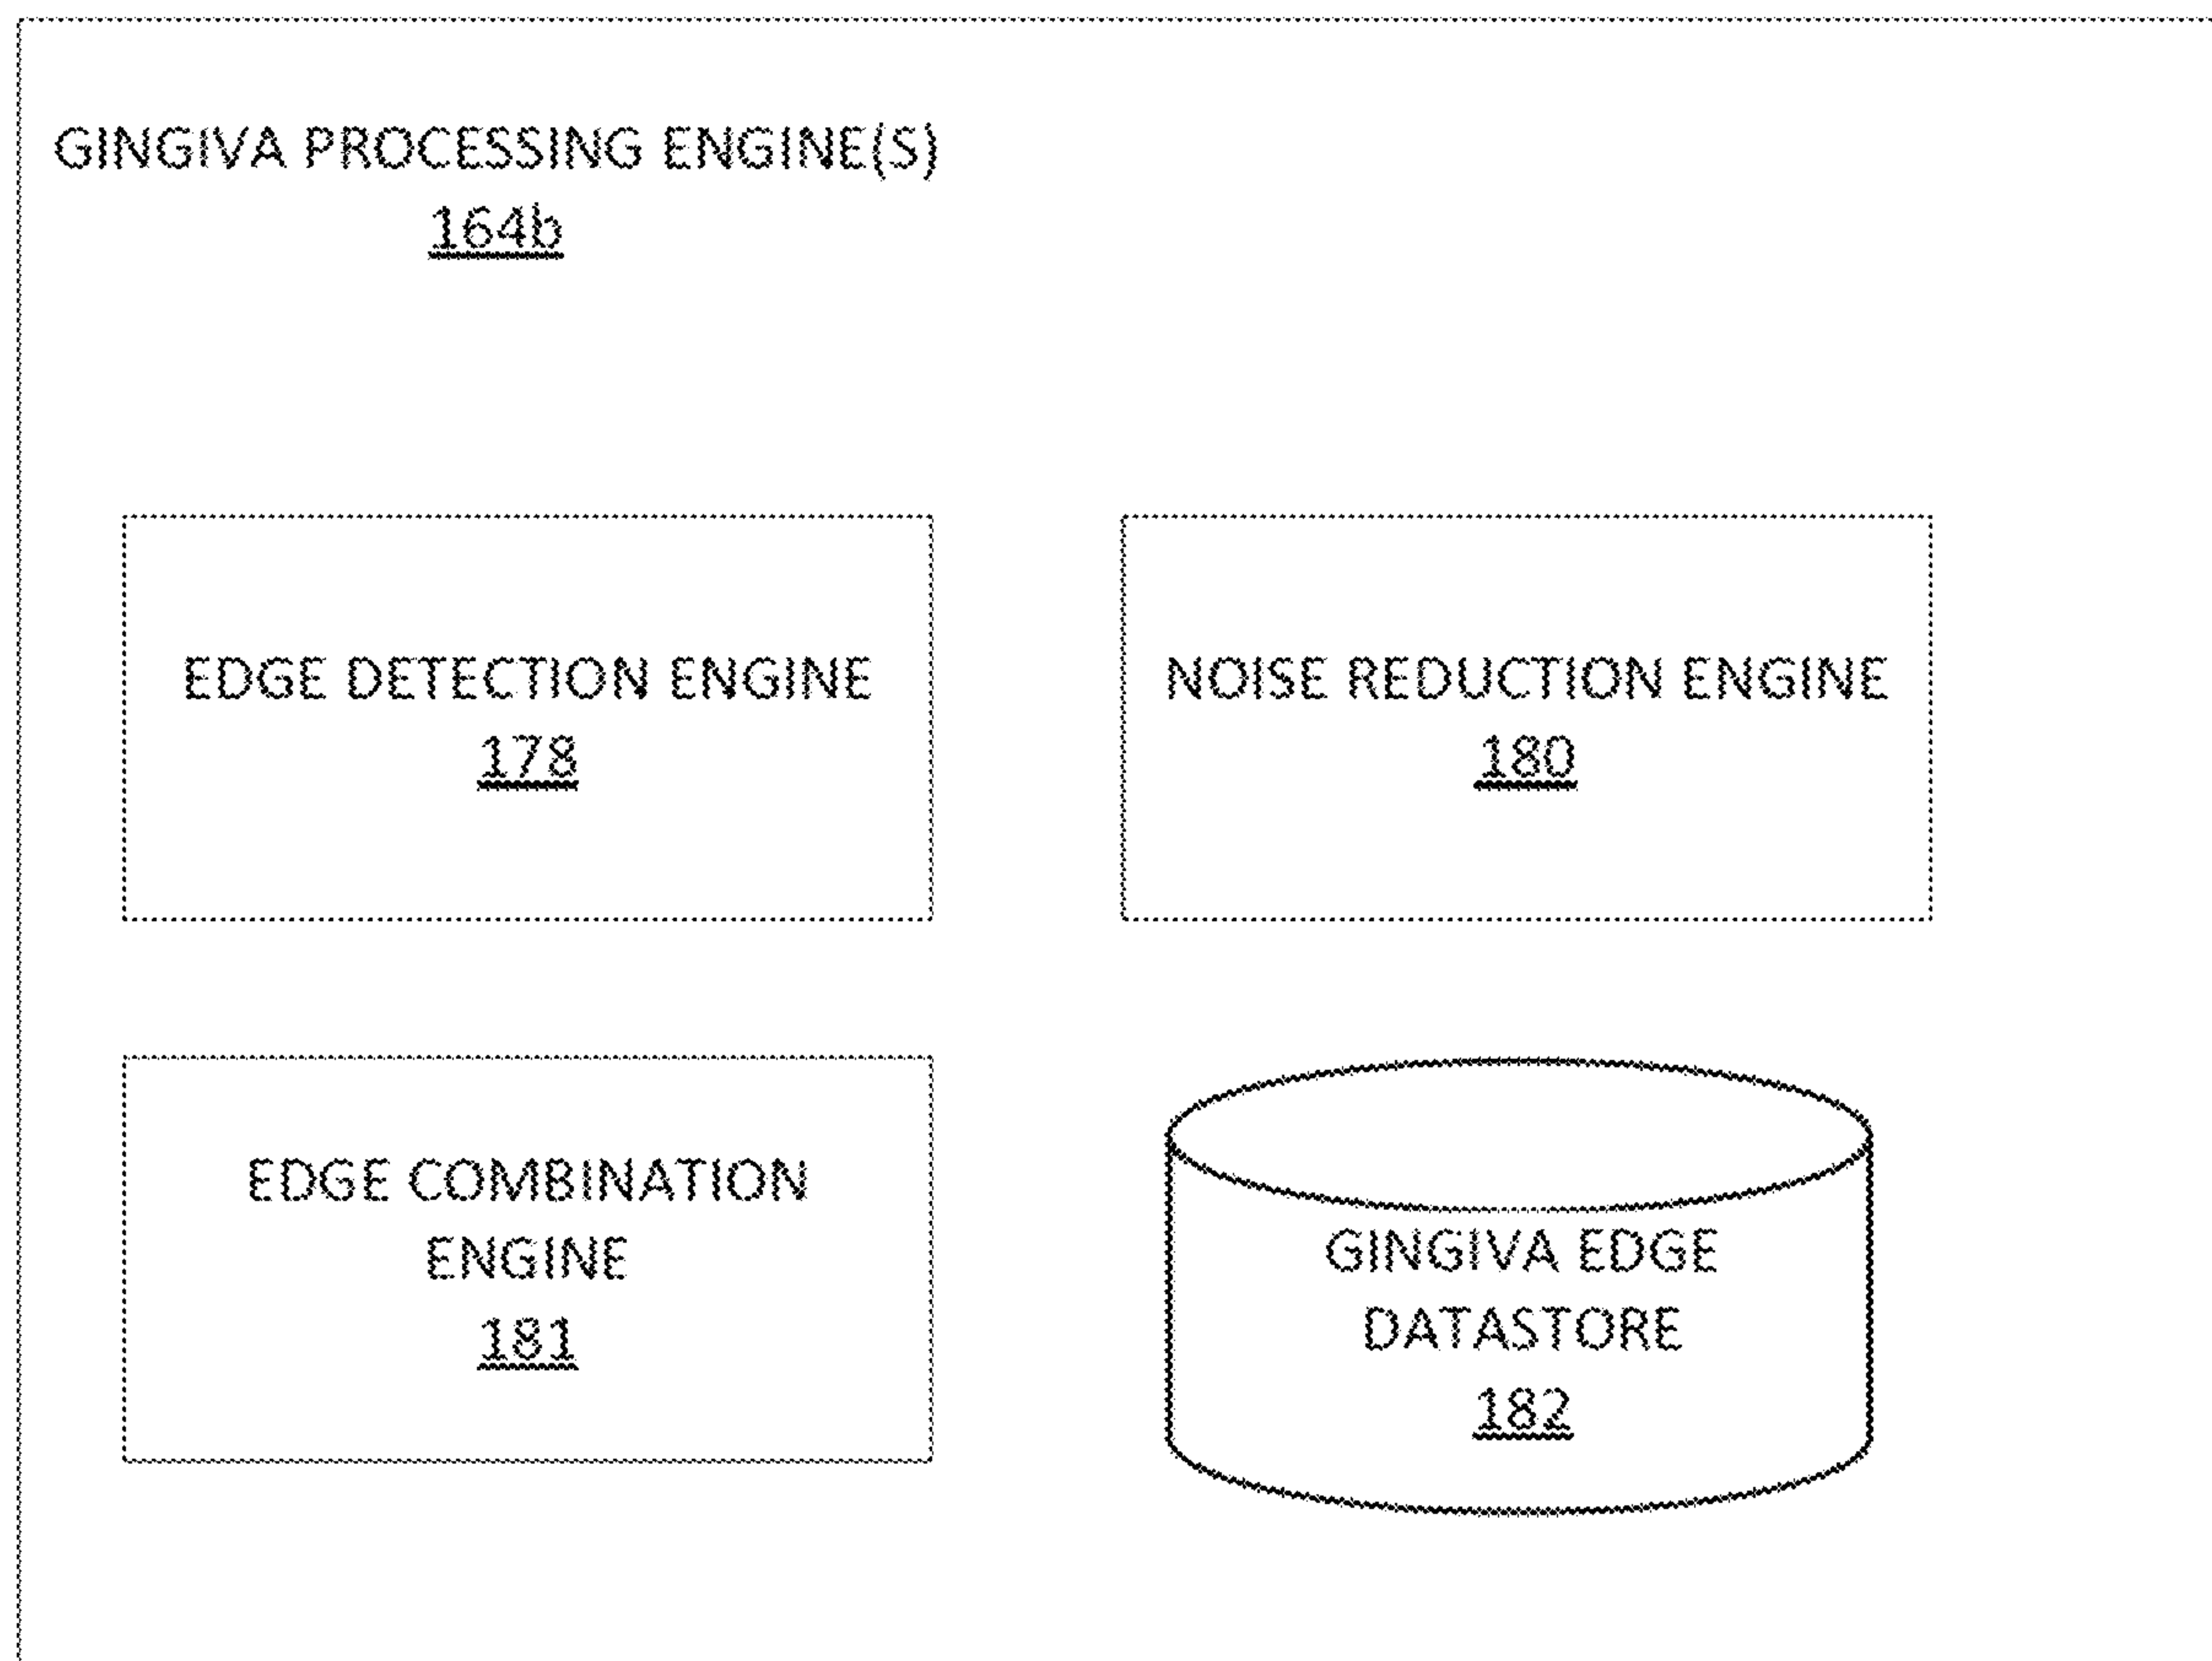 GINGIVA PROCESSING ENGINE(S)
164b
EDGE DETECTION ENGINE
178
NOISE REDUCTION ENGINE
180
EDGE COMBINATION
ENGINE
181
GINGIVA EDGE
DATASTORE
182